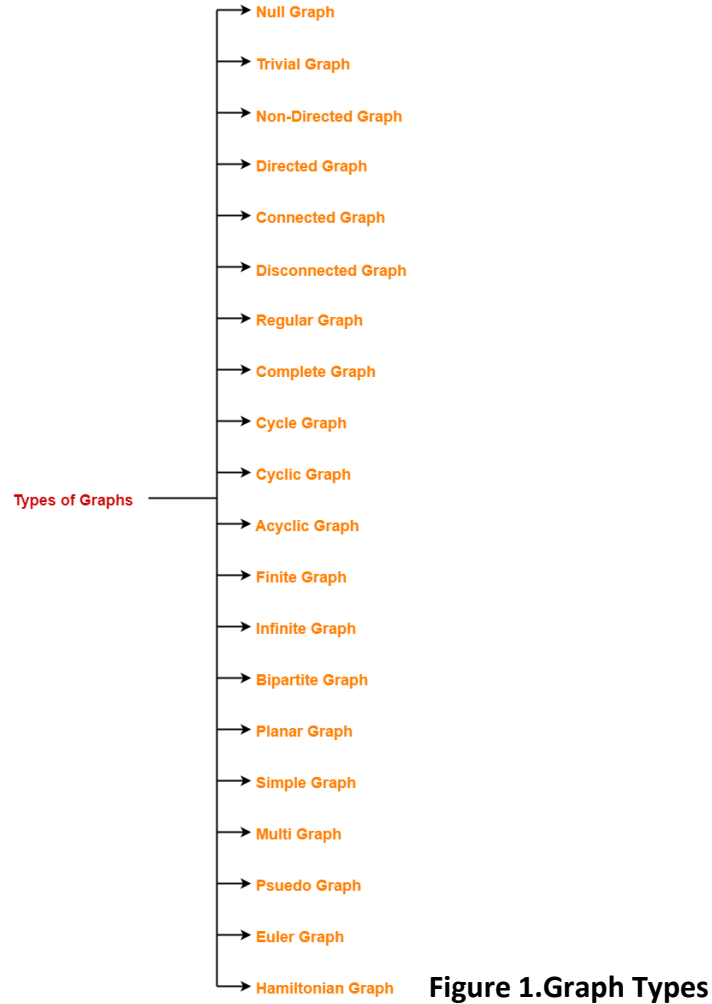 Null Graph
Trivial Graph
Non-Directed Graph
Directed Graph
Connected Graph
Disconnected Graph
Regular Graph
Complete Graph
Cycle Graph
Cyclic Graph
Types of Graphs
Acyclic Graph
Finite Graph
Infinite Graph
Bipartite Graph
Planar Graph
Simple Graph
Multi Graph
Psuedo Graph
Euler Graph
Hamiltonian Graph
Figure 1.Graph Types